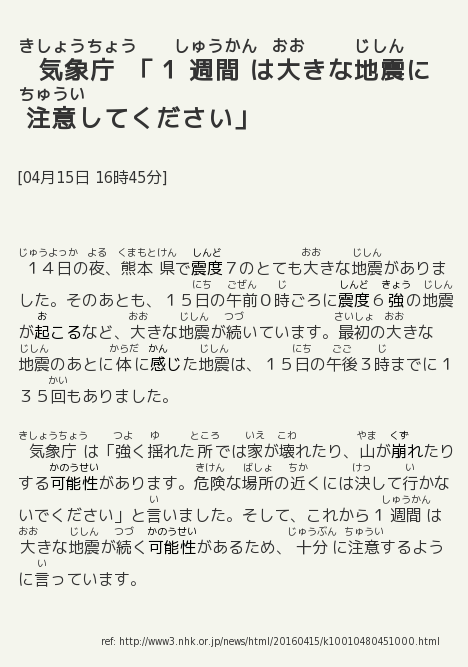 きしょうちょう しゅうかん おお じしん
気象庁 「１ 週間 は大きな地震に
ちゅうい
注意してください」
[04月15日 16時45分]
じゅうよっか よる くまもとけん しんど おお じしん
１４日の夜、熊本 県で震度７のとても大きな地震がありま
にち ごぜん じ しんど きょう じしん
した。そのあとも、１５日の午前０時ごろに震度６強の地震
お おお じしん つづ さいしょ おお
が起こるなど、大きな地震が続いています。最初の大きな
じしん からだ かん じしん にち ごご じ
地震のあとに体 に感じた地震は、１５日の午後３時までに１
かい
３５回もありました。
きしょうちょう つよ ゆ ところ いえ こわ やま くず
気象庁 は「強く揺れた所 では家が壊れたり、山が崩れたり
かのうせい きけん ばしょ ちか けっ い
する可能性があります。危険な場所の近くには決して行かな
い しゅうかん
いでください」と言いました。そして、これから１週間 は
おお じしん つづ かのうせい じゅうぶん ちゅうい
大きな地震が続く可能性があるため、 十分 に注意するよう
い
に言っています。
ref: http://www3.nhk.or.jp/news/html/20160415/k10010480451000.html